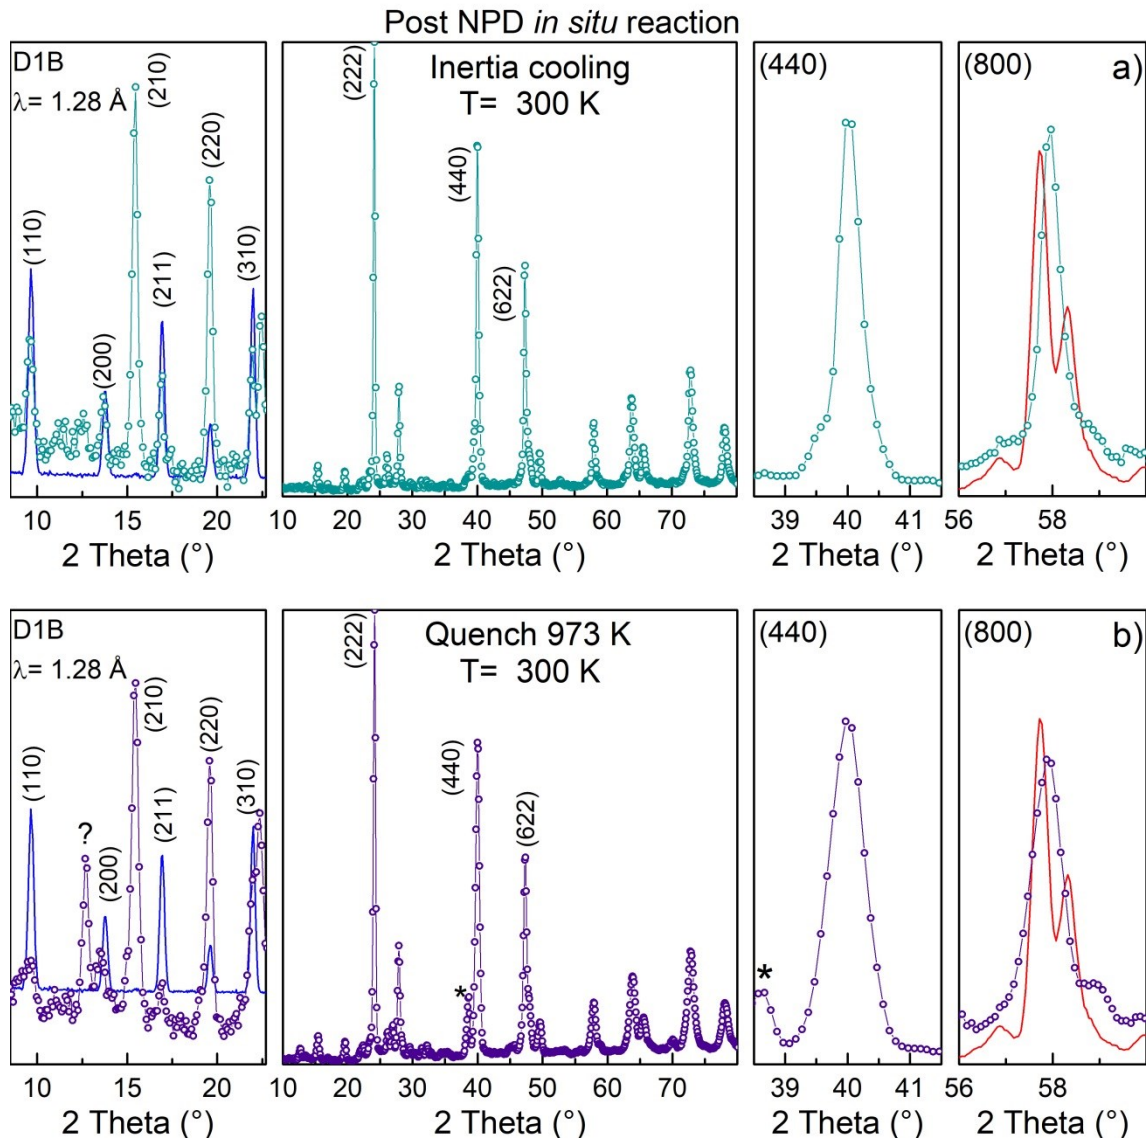 Post NPD in situ reaction
D1B
λ= 1.28 Å
(110)
(200)
(210)
(211)
(220)
(310)
10 15 20
2 Theta (°)
Inertia cooling
T= 300 K
(222)
(440)
(622)
10 20 30 40 50 60 70
2 Theta (°)
(440)
39 40 41
2 Theta (°)
(800)
a)
56 58
2 Theta (°)
D1B
λ= 1.28 Å
(110)
?
(200)
(210)
(211)
(220)
(310)
10 15 20
2 Theta (°)
Quench 973 K
T= 300 K
(222)
*
(440)
(622)
10 20 30 40 50 60 70
2 Theta (°)
(440)
*
39 40 41
2 Theta (°)
(800)
b)
56 58
2 Theta (°)